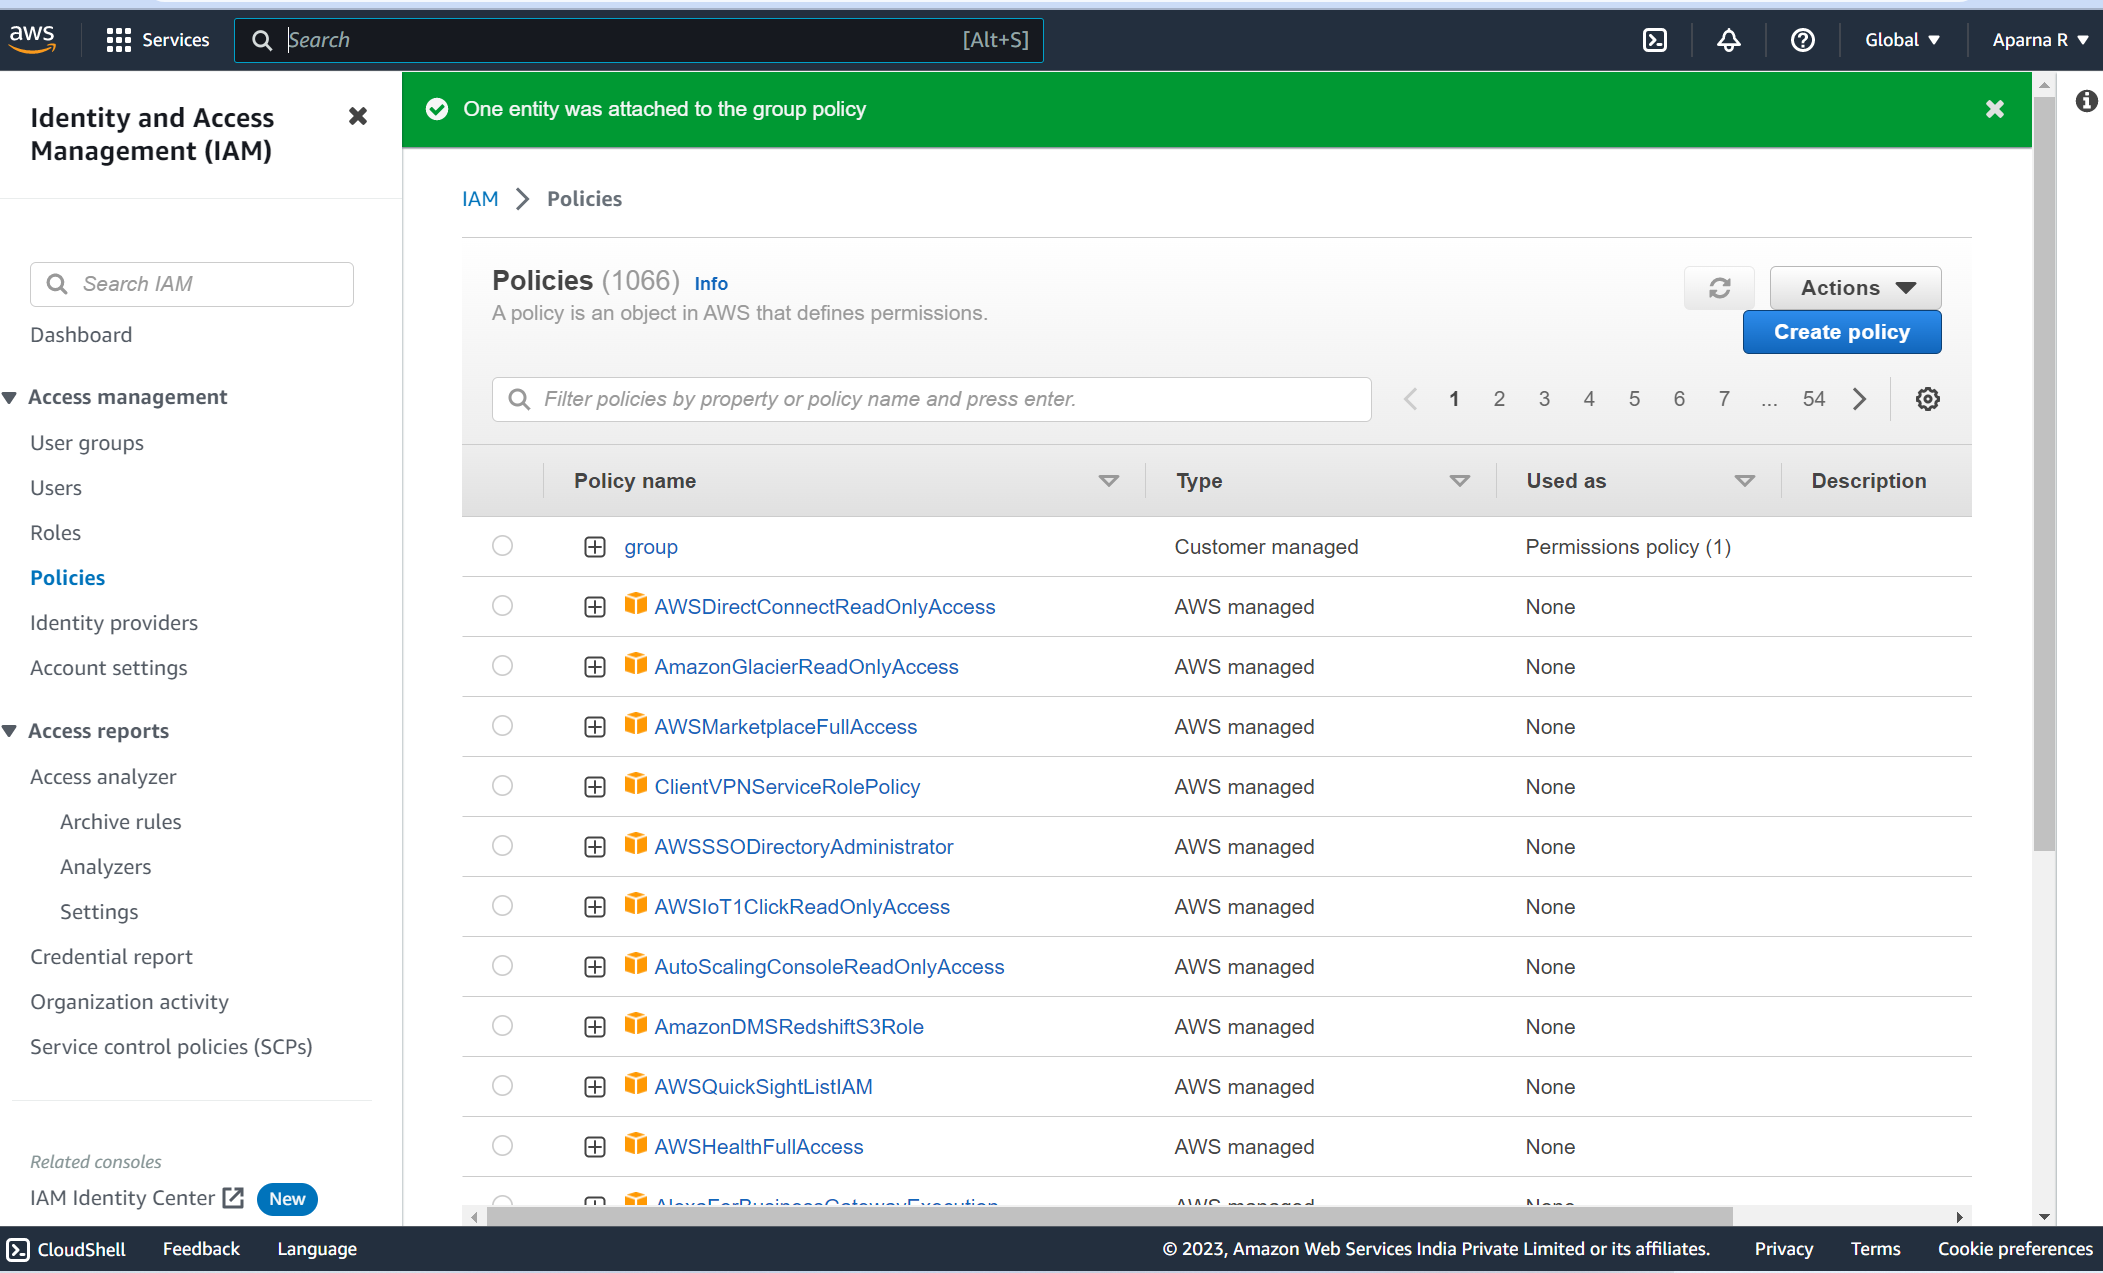 aws
Services
Search
[Alt+S]
Global
Aparna R
Identity and Access
Management (IAM)
Search IAM
Dashboard
Access management
User groups
Users
Roles
Policies
Identity providers
Account settings
Access reports
Access analyzer
Archive rules
Analyzers
Settings
Credential report
Organization activity
Service control policies (SCPs)
Related consoles
IAM Identity Center New
One entity was attached to the group policy
IAM > Policies
Policies (1066) Info
A policy is an object in AWS that defines permissions.
Actions
Create policy
Filter policies by property or policy name and press enter.
1 2 3 4 5 6 7 ... 54
Policy name Type Used as Description
group Customer managed Permissions policy (1)
AWSDirectConnectReadOnlyAccess AWS managed None
AmazonGlacierReadOnlyAccess AWS managed None
AWSMarketplaceFullAccess AWS managed None
ClientVPNServiceRolePolicy AWS managed None
AWSSSODirectoryAdministrator AWS managed None
AWSIoT1ClickReadOnlyAccess AWS managed None
AutoScalingConsoleReadOnlyAccess AWS managed None
AmazonDMSRedshiftS3Role AWS managed None
AWSQuickSightListIAM AWS managed None
AWSHealthFullAccess AWS managed None
AlexaForBusinessGatewayExecution AWS managed None
CloudShell Feedback Language
© 2023, Amazon Web Services India Private Limited or its affiliates. Privacy Terms Cookie preferences